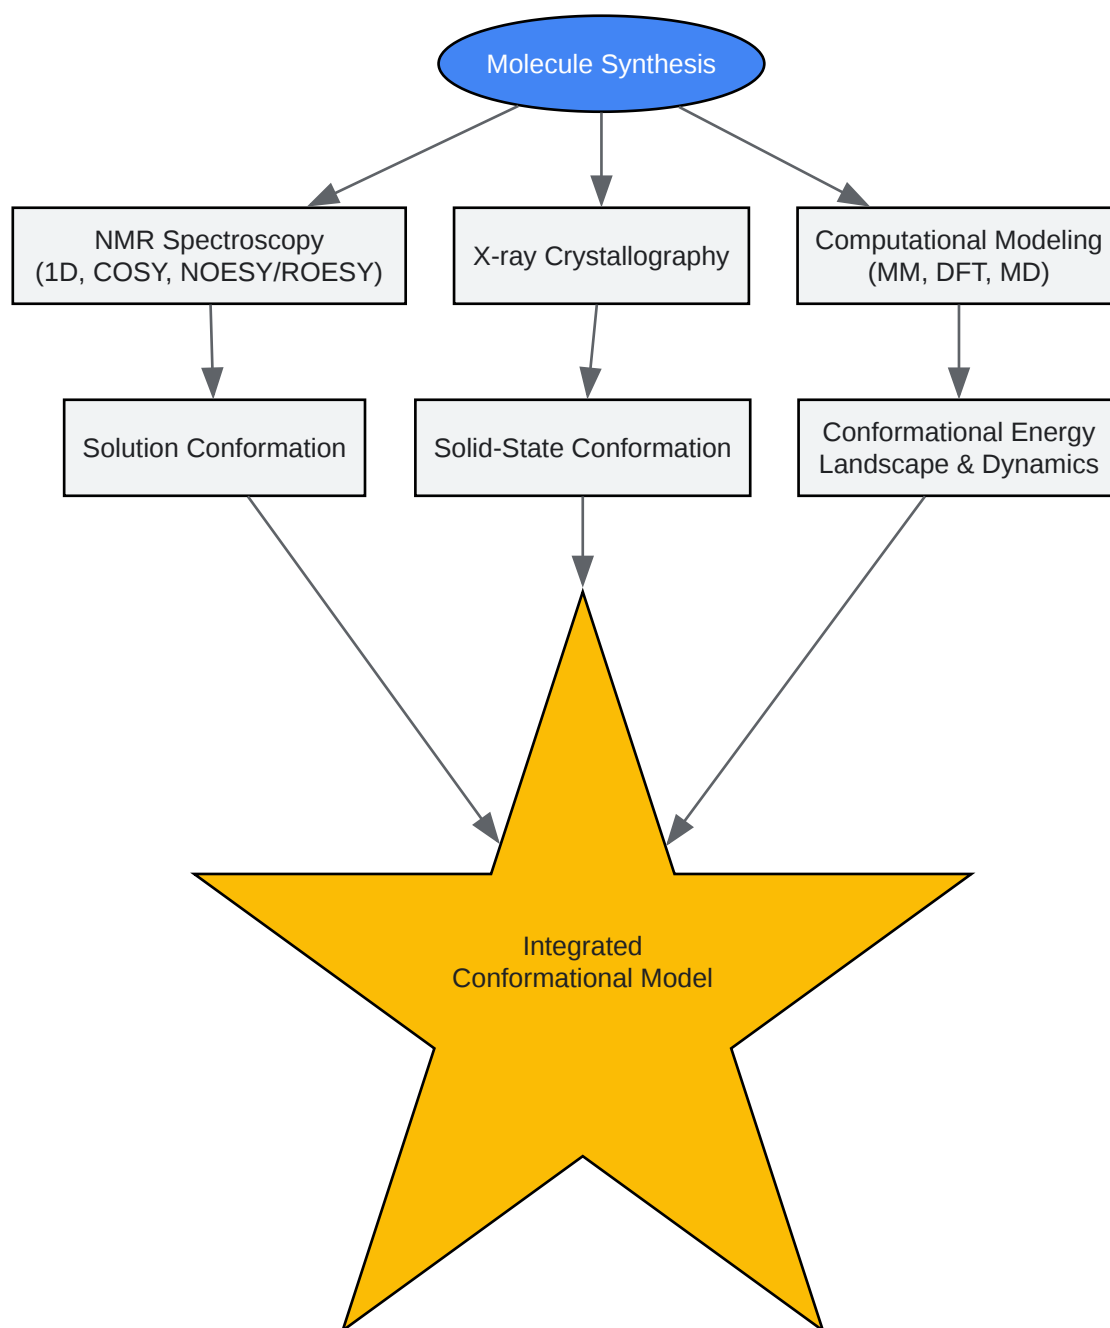 Molecule Synthesis
NMR Spectroscopy
(1D, COSY, NOESY/ROESY)
X-ray Crystallography
Computational Modeling
(MM, DFT, MD)
Solution Conformation
Solid-State Conformation
Conformational Energy
Landscape & Dynamics
Integrated
Conformational Model